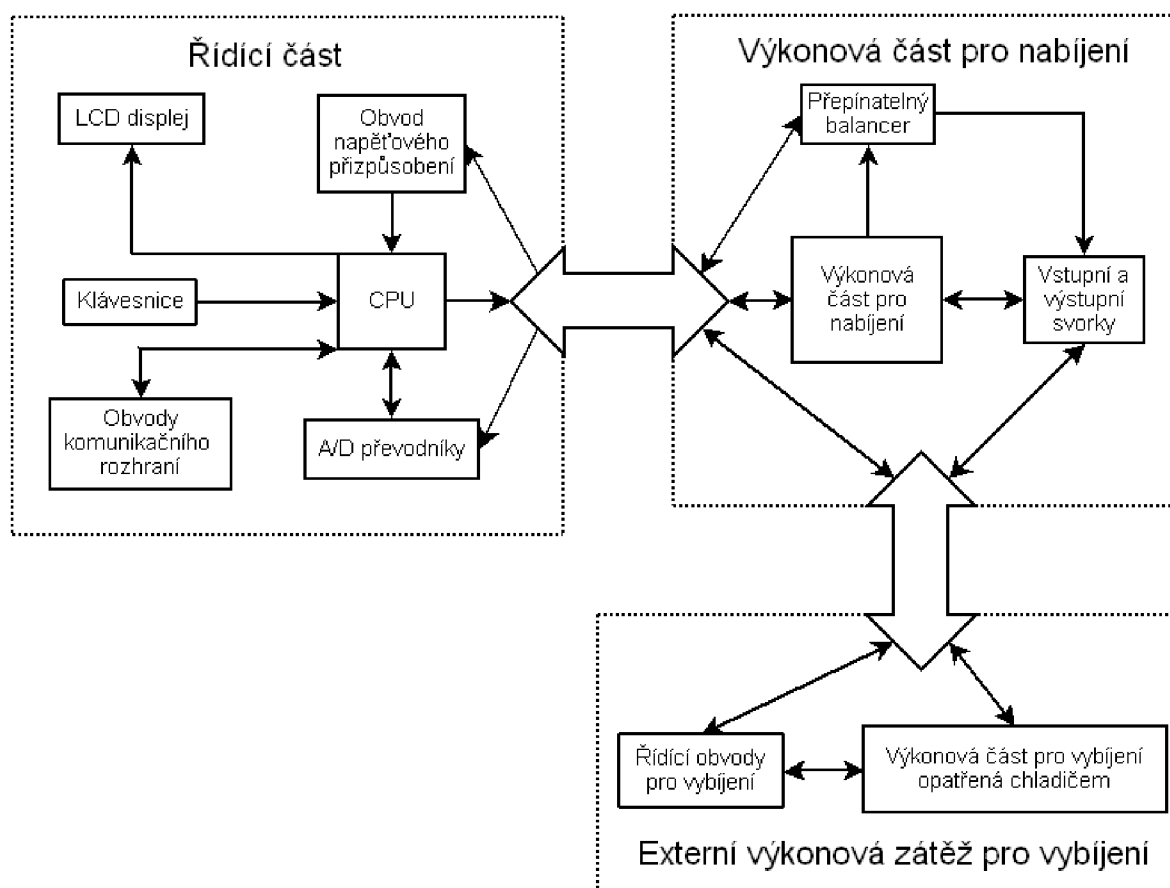 Řídící část
LCD displej
Obvod
napěťového
přizpůsobení
Klávesnice
CPU
Obvody
komunikačního
rozhraní
A/D převodníky
Výkonová část pro nabíjení
Přepínatelný
balancer
Výkonová
část pro
nabíjení
Vstupní a
výstupní
svorky
Řídící obvody
pro vybíjení
Výkonová část pro vybíjení
opatřená chladičem
Externí výkonová zátěž pro vybíjení